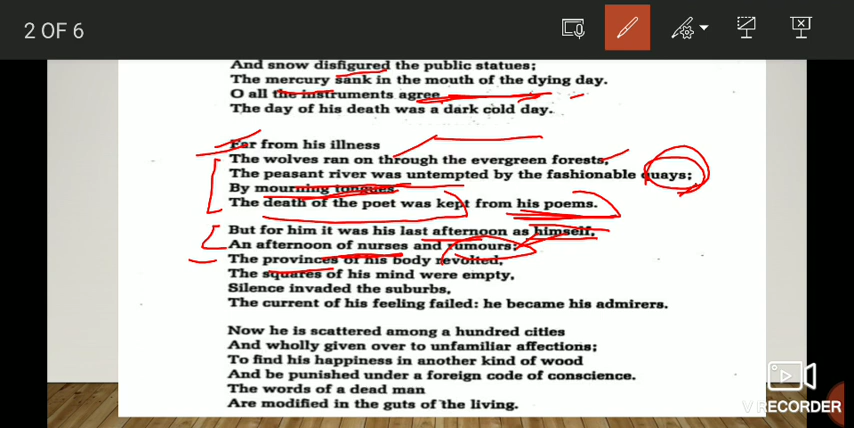 2 OF 6
And snow disfigured the public statues;
The mercury sank in the mouth of the dying day.
O all the instruments agree
The day of his death was a dark cold day.
Far from his illness
The wolves ran on through the evergreen forests,
The peasant river was untempted by the fashionable quays;
By mourning tongues
The death of the poet was kept from his poems.
But for him it was his last afternoon as himself,
An afternoon of nurses and rumours;
The provinces of his body revolted,
The squares of his mind were empty,
Silence invaded the suburbs,
The current of his feeling failed: he became his admirers.
Now he is scattered among a hundred cities
And wholly given over to unfamiliar affections;
To find his happiness in another kind of wood
And be punished under a foreign code of conscience.
The words of a dead man
Are modified in the guts of the living.
V RECORDER